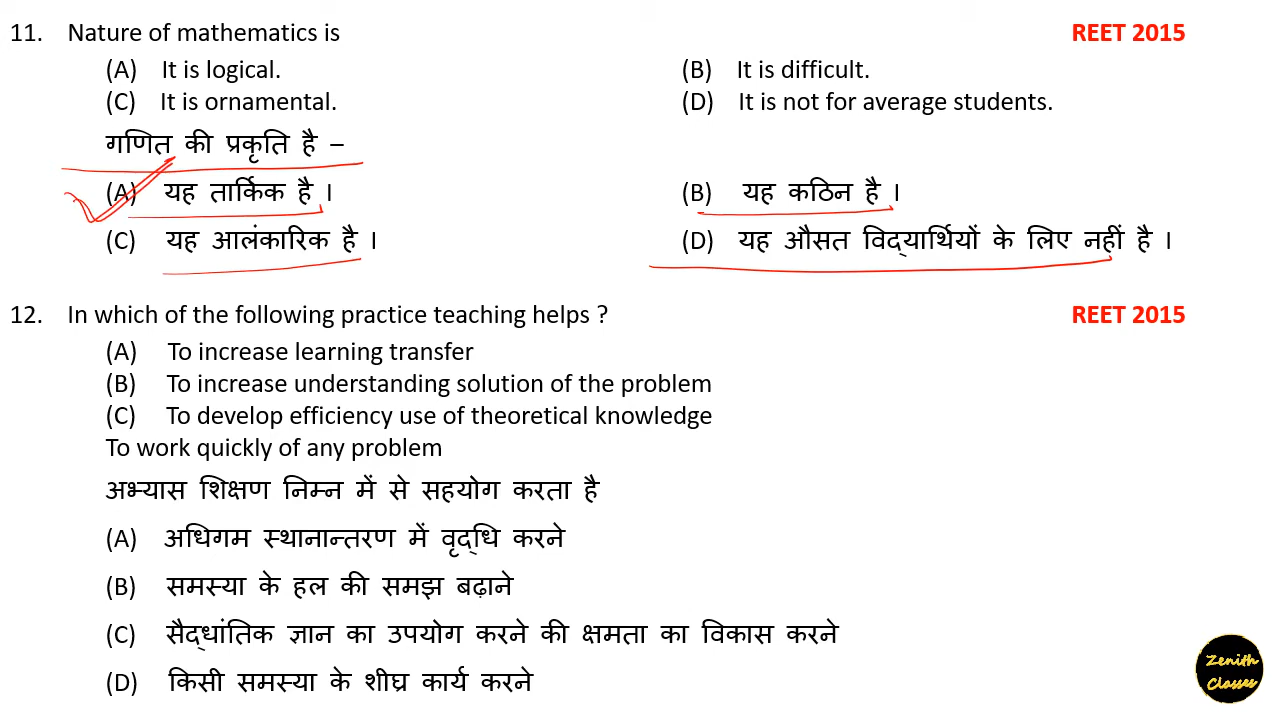 11. Nature of mathematics is REET 2015
(A) It is logical. (B) It is difficult.
(C) It is ornamental. (D) It is not for average students.
गणित की प्रकृति है –
(A) यह तार्किक है । (B) यह कठिन है ।
(C) यह आलंकारिक है । (D) यह औसत विद्यार्थियों के लिए नहीं है ।
12. In which of the following practice teaching helps ? REET 2015
(A) To increase learning transfer
(B) To increase understanding solution of the problem
(C) To develop efficiency use of theoretical knowledge
To work quickly of any problem
अभ्यास शिक्षण निम्न में से सहयोग करता है
(A) अधिगम स्थानान्तरण में वृद्धि करने
(B) समस्या के हल की समझ बढ़ाने
(C) सैद्धांतिक ज्ञान का उपयोग करने की क्षमता का विकास करने
(D) किसी समस्या के शीघ्र कार्य करने
Zenith
Classes